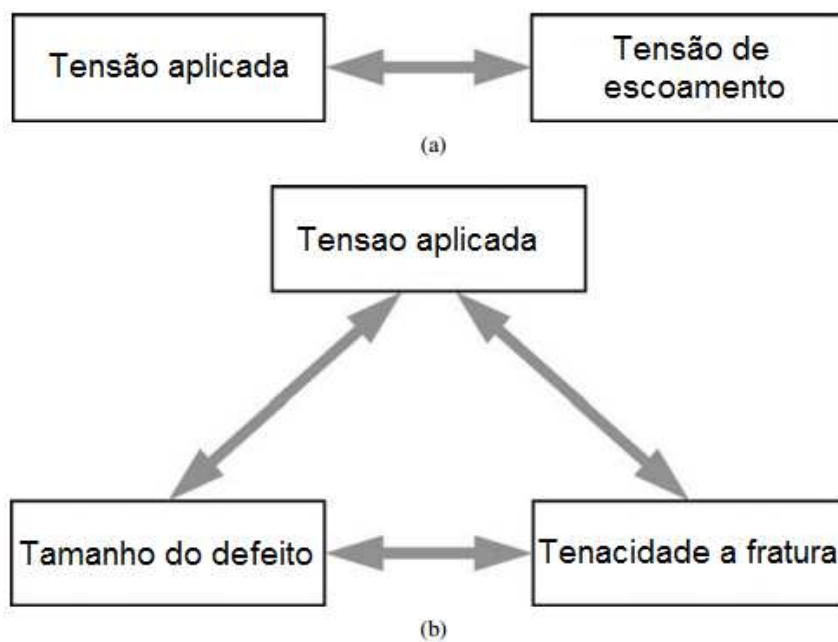 Tensão aplicada
Tensão de
escoamento
(a)
Tensao aplicada
Tamanho do defeito
Tenacidade a fratura
(b)